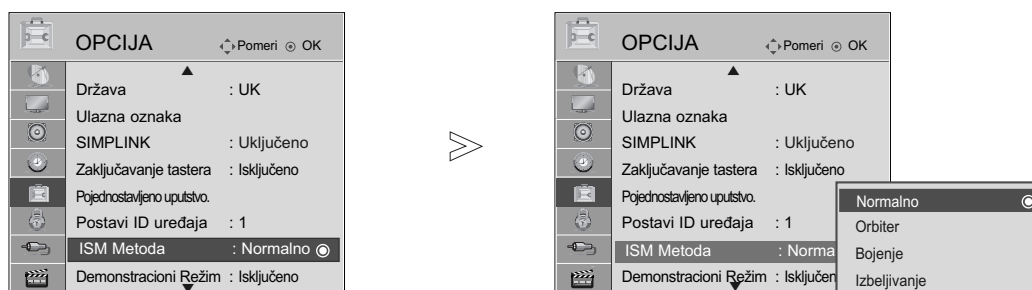 OPCIJA Pomeri OK
Država : UK
Ulazna oznaka
SIMPLINK : Uključeno
Zaključavanje tastera : Isključeno
Pojednostavljeno uputstvo.
Postavi ID uređaja : 1
ISM Metoda : Normalno
Demonstracioni Režim : Isključeno
OPCIJA Pomeri OK
Država : UK
Ulazna oznaka
SIMPLINK : Uključeno
Zaključavanje tastera : Isključeno
Pojednostavljeno uputstvo.
Postavi ID uređaja : 1
ISM Metoda : Norma
Demonstracioni Režim : Isključen
Normalno
Orbiter
Bojenje
Izbeljivanje